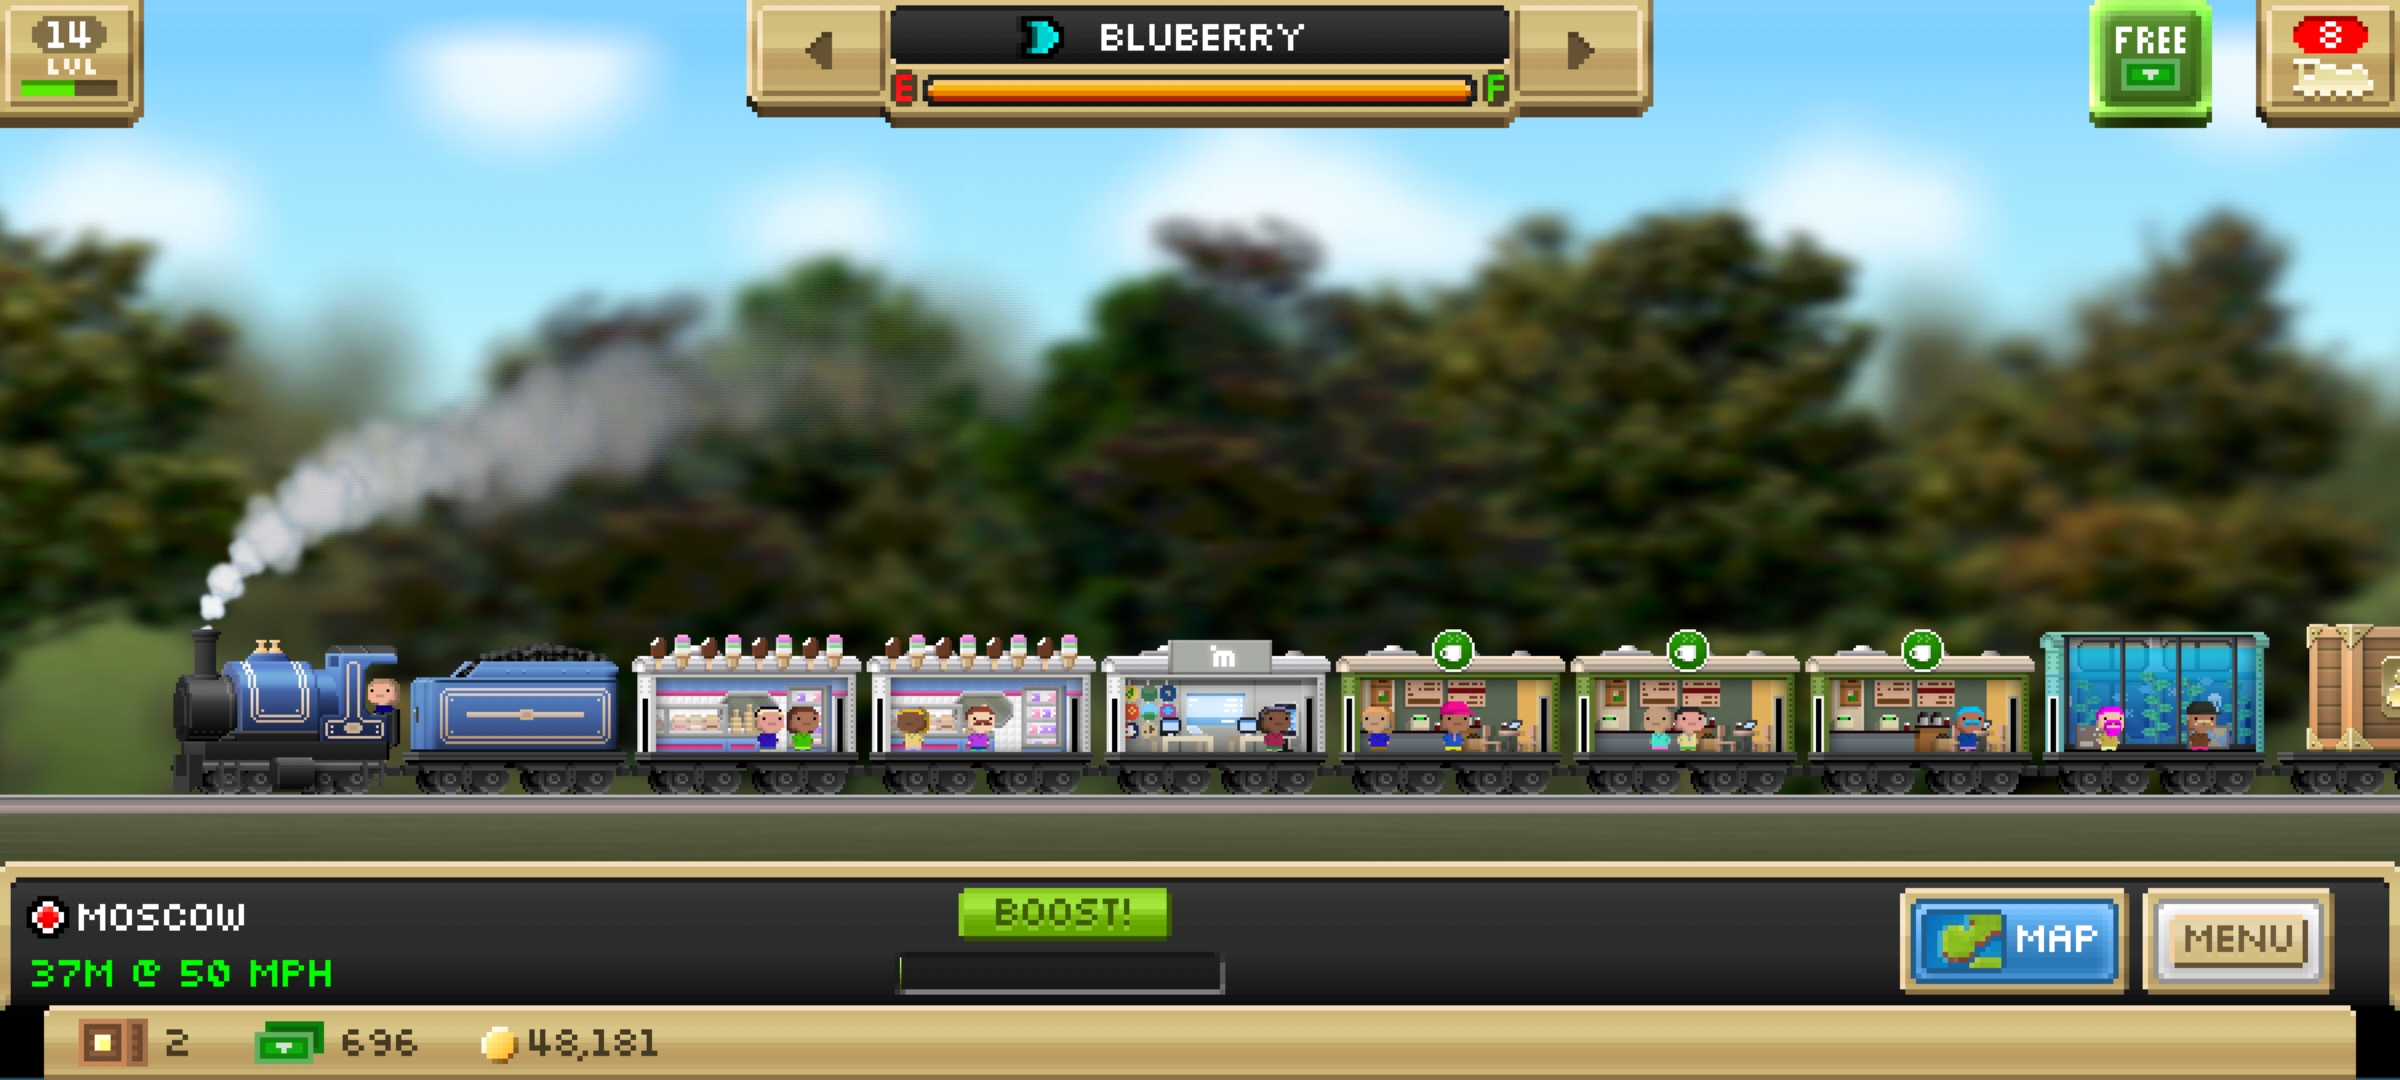 14
LVL
BLUBERRY
E F
FREE
8
m
MOSCOW
37M @ 50 MPH
BOOST!
MAP
MENU
2
696
48,181